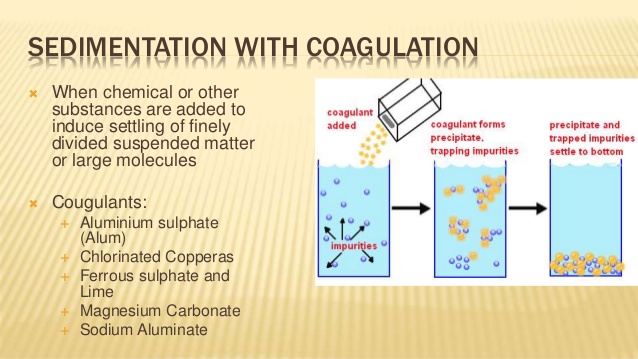 SEDIMENTATION WITH COAGULATION
When chemical or other
substances are added to
induce settling of finely
divided suspended matter
or large molecules
Cougulants:
Aluminium sulphate
(Alum)
Chlorinated Copperas
Ferrous sulphate and
Lime
Magnesium Carbonate
Sodium Aluminate
coagulant
added
impurities
coagulant forms
precipitate,
trapping impurities
precipitate and
trapped impurities
settle to bottom